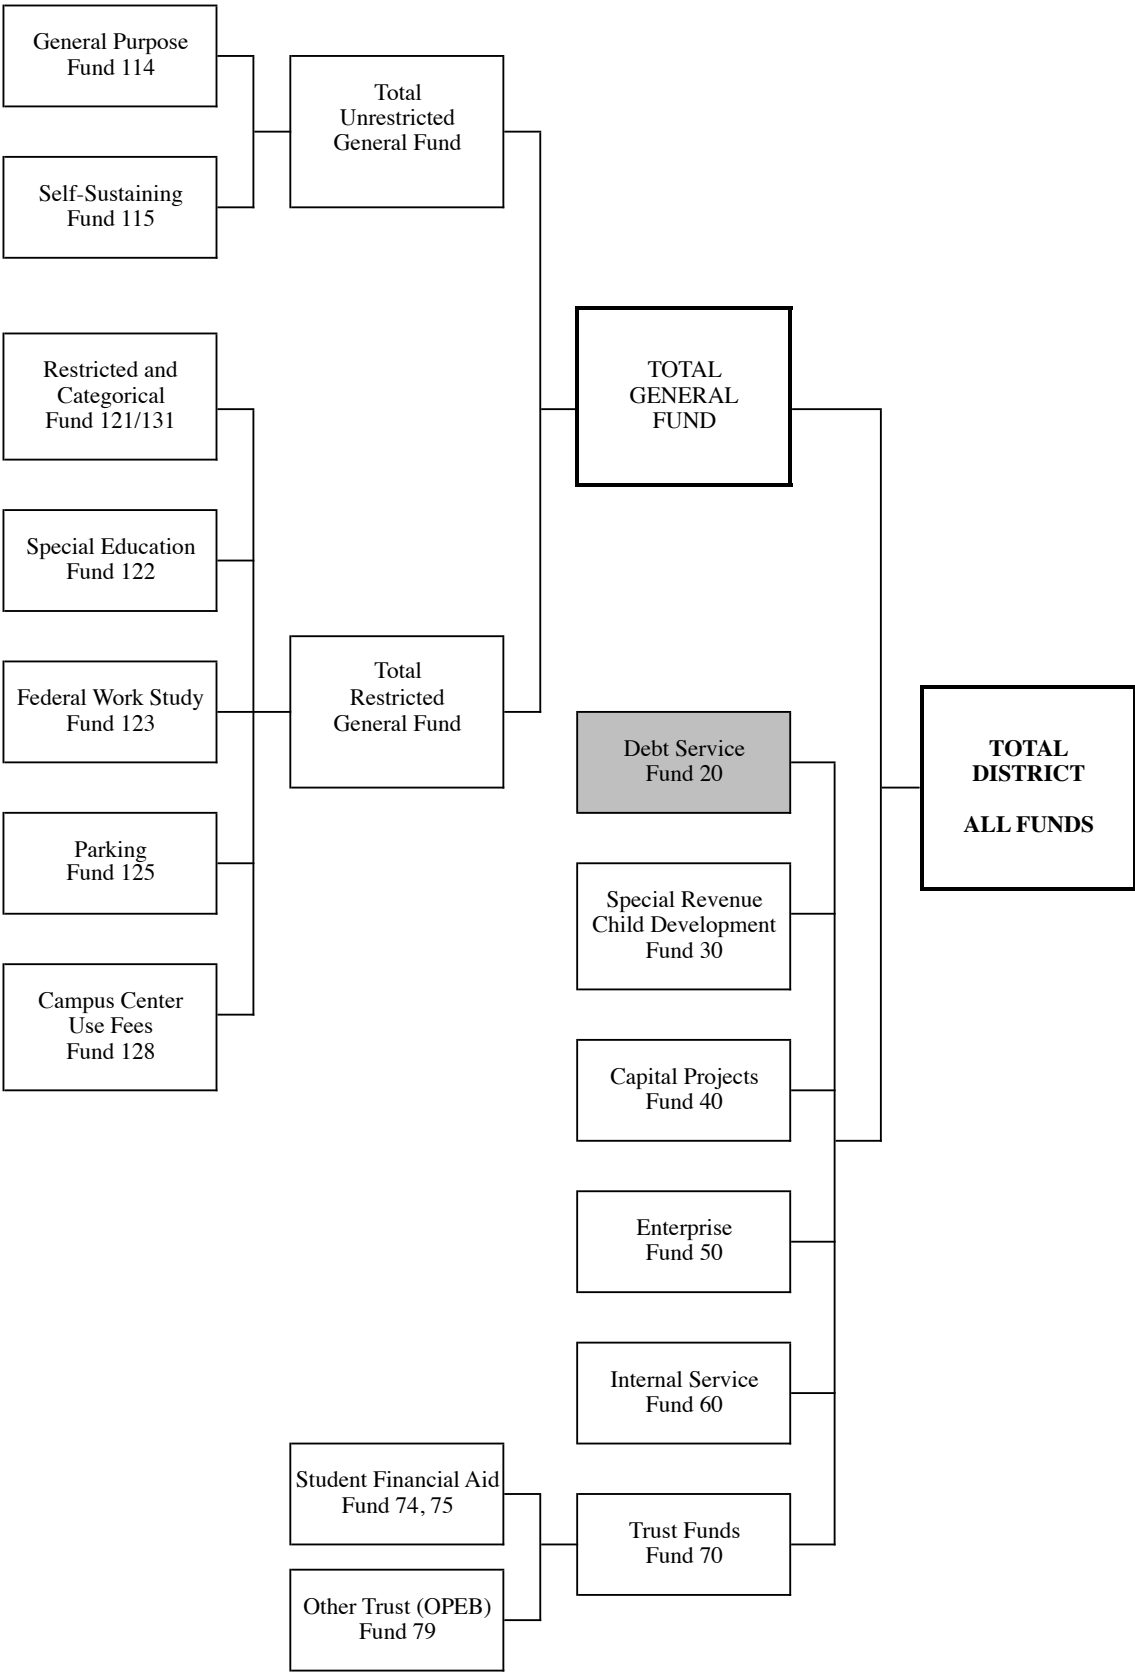 General Purpose
Fund 114
Total
Unrestricted
General Fund
Self-Sustaining
Fund 115
Restricted and
Categorical
Fund 121/131
TOTAL
GENERAL
FUND
Special Education
Fund 122
Federal Work Study
Fund 123
Total
Restricted
General Fund
Debt Service
Fund 20
TOTAL
DISTRICT
ALL FUNDS
Parking
Fund 125
Special Revenue
Child Development
Fund 30
Campus Center
Use Fees
Fund 128
Capital Projects
Fund 40
Enterprise
Fund 50
Internal Service
Fund 60
Student Financial Aid
Fund 74, 75
Trust Funds
Fund 70
Other Trust (OPEB)
Fund 79